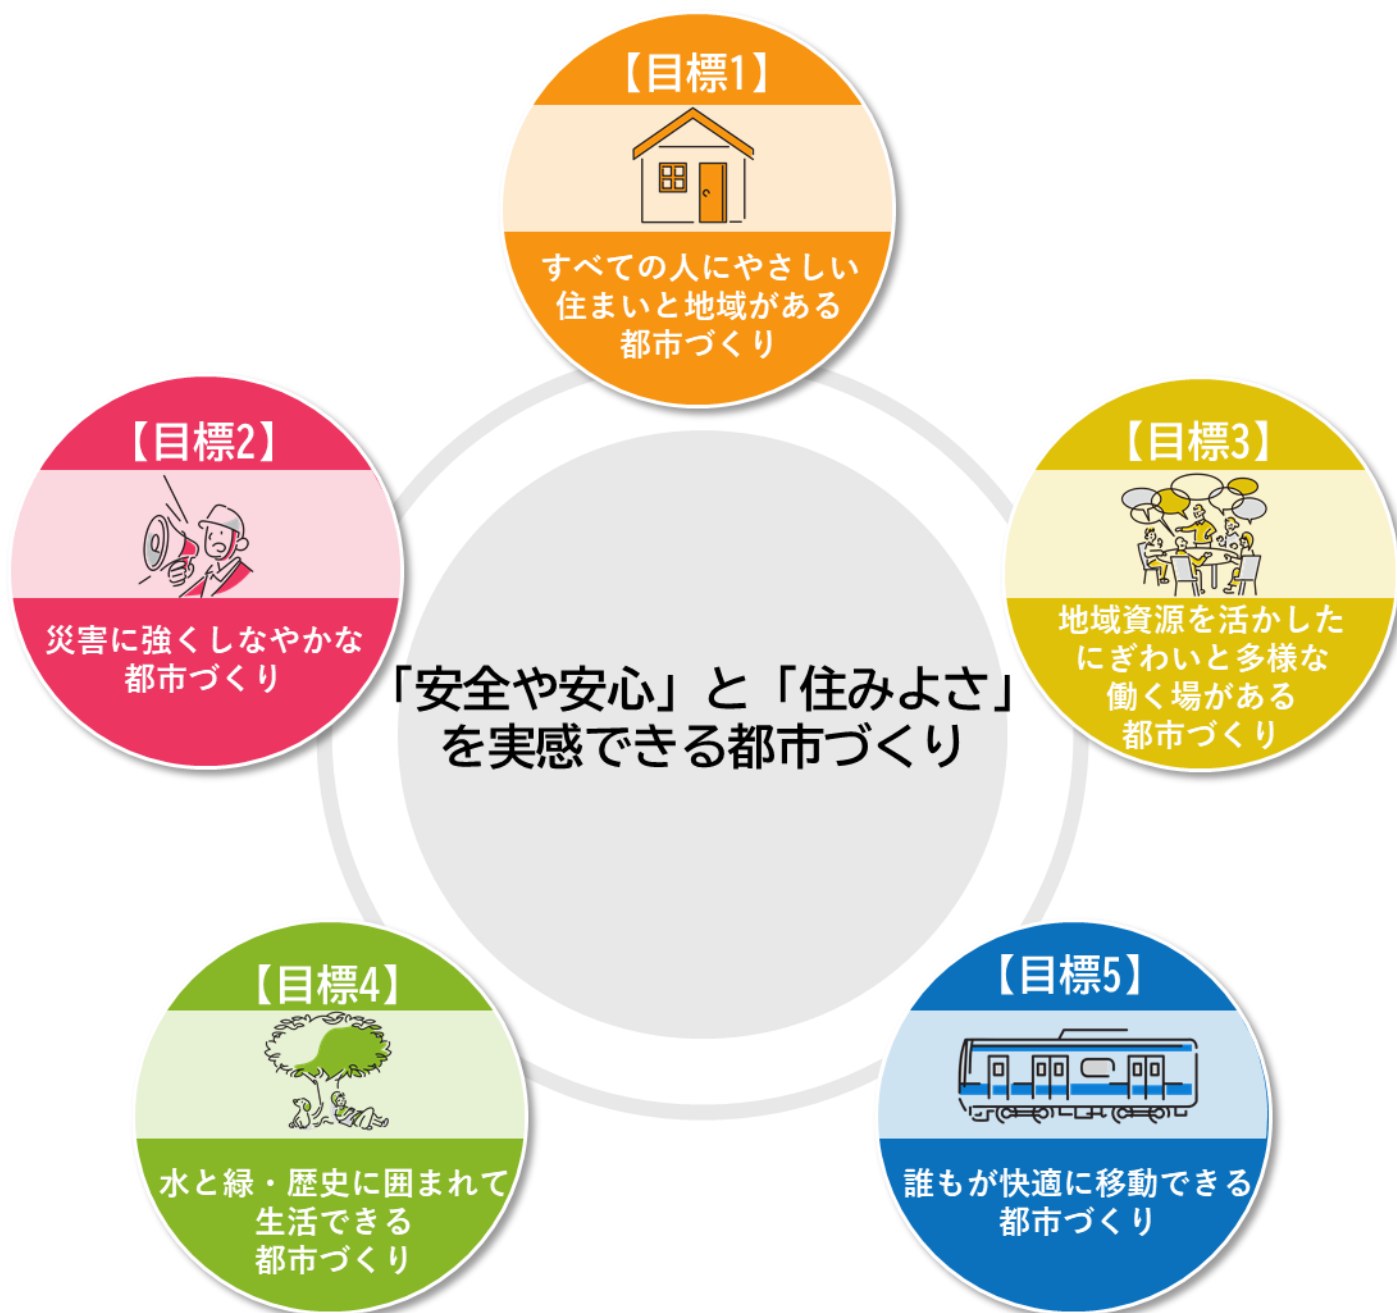 【目標1】
すべての人にやさしい
住まいと地域がある
都市づくり
【目標2】
災害に強くしなやかな
都市づくり
【目標3】
地域資源を活かした
にぎわいと多様な
働く場がある
都市づくり
「安全や安心」と「住みよさ」
を実感できる都市づくり
【目標4】
水と緑・歴史に囲まれて
生活できる
都市づくり
【目標5】
誰もが快適に移動できる
都市づくり